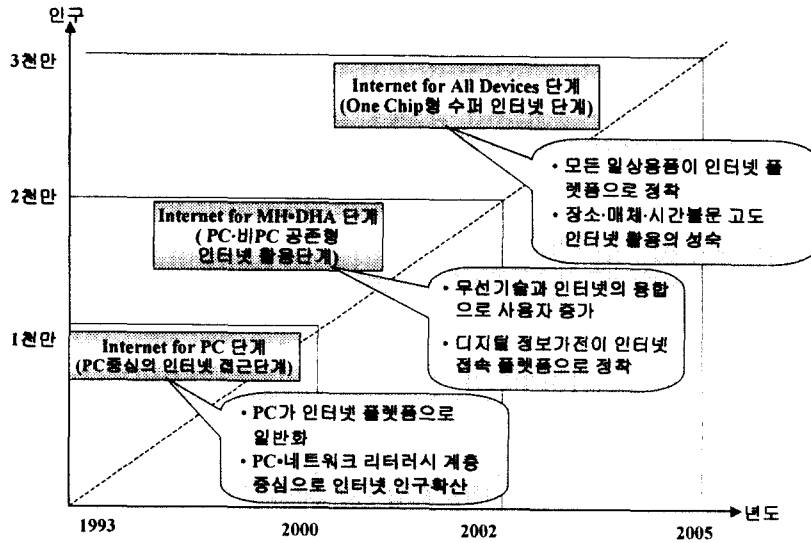 인구
3천만
Internet for All Devices 단계
(One Chip형 수퍼 인터넷 단계)
• 모든 일상용품이 인터넷 플
랫폼으로 정착
• 장소·매체·시간불문 고도
인터넷 활용의 성숙
2천만
Internet for MH•DHA 단계
( PC·비PC 공존형
인터넷 활용단계)
• 무선기술과 인터넷의 융합
으로 사용자 증가
• 디지털 정보가전이 인터넷
접속 플랫폼으로 정착
1천만
Internet for PC 단계
(PC중심의 인터넷 접근단계)
• PC가 인터넷 플랫폼으로
일반화
• PC•네트워크 리터러시 계층
중심으로 인터넷 인구확산
1993
2000
2002
2005
년도